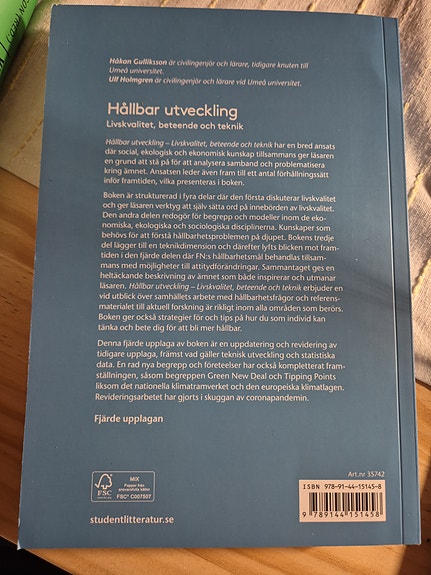 Håkan Gulliksson är civilingenjör och lärare, tidigare knuten till
Umeå universitet.
Ulf Holmgren är civilingenjör och lärare vid Umeå universitet.
Hållbar utveckling
Livskvalitet, beteende och teknik
Hållbar utveckling – Livskvalitet, beteende och teknik har en bred ansats
där social, ekologisk och ekonomisk kunskap tillsammans ger läsaren
en grund att stå på för att analysera samband och problematisera
kring ämnet. Ansatsen leder även fram till ett antal förhållningssätt
inför framtiden, vilka presenteras i boken.
Boken är strukturerad i fyra delar där den första diskuterar livskvalitet
och ger läsaren verktyg att själv sätta ord på innebörden av livskvalitet.
Den andra delen redogör för begrepp och modeller inom de eko-
nomiska, ekologiska och sociologiska disciplinerna. Kunskaper som
behövs för att förstå hållbarhetsproblemen på djupet. Bokens tredje
del lägger till en teknikdimension och därefter lyfts blicken mot fram-
tiden i den fjärde delen där FN:s hållbarhetsmål behandlas tillsam-
mans med möjligheter till attitydförändringar. Sammantaget ges en
heltäckande beskrivning av ämnet som både inspirerar och utmanar
läsaren. Hållbar utveckling – Livskvalitet, beteende och teknik erbjuder en
vid utblick över samhällets arbete med hållbarhetsfrågor och referens-
materialet till aktuell forskning är rikligt inom alla områden som berörs.
Boken ger också strategier för och tips på hur du som individ kan
tänka och bete dig för att bli mer hållbar.
Denna fjärde upplaga av boken är en uppdatering och revidering av
tidigare upplaga, främst vad gäller teknisk utveckling och statistiska
data. En rad nya begrepp och företeelser har också kompletterat fram-
ställningen, såsom begreppen Green New Deal och Tipping Points
liksom det nationella klimatramverket och den europeiska klimatlagen.
Revideringsarbetet har gjorts i skuggan av coronapandemin.
Fjärde upplagan
Art.nr 35742
ISBN 978-91-44-15145-8
9 789144 151458
FSC
www.fsc.org
MIX
Papper från
ansvarsfulla källor
FSC® C007507
studentlitteratur.se